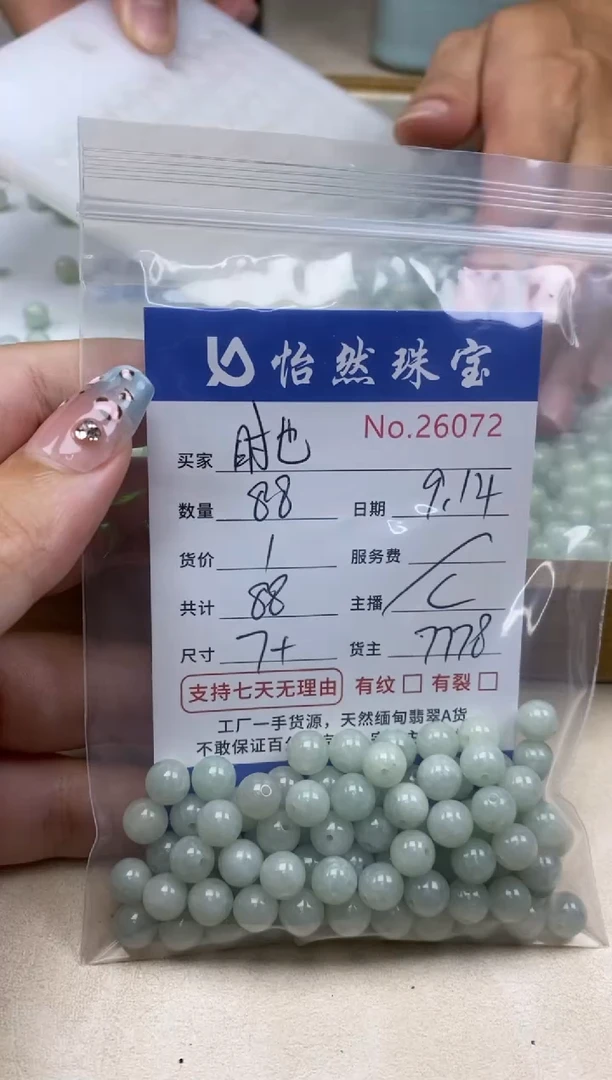 怡然珠宝
No.26072
买家 时也
数量 88 日期 9.14
货价 1 服务费
共计 88 主播 C
尺寸 7+ 货主 7778
支持七天无理由 有纹 有裂
工厂一手货源，天然缅甸翡翠A货
不敢保证百